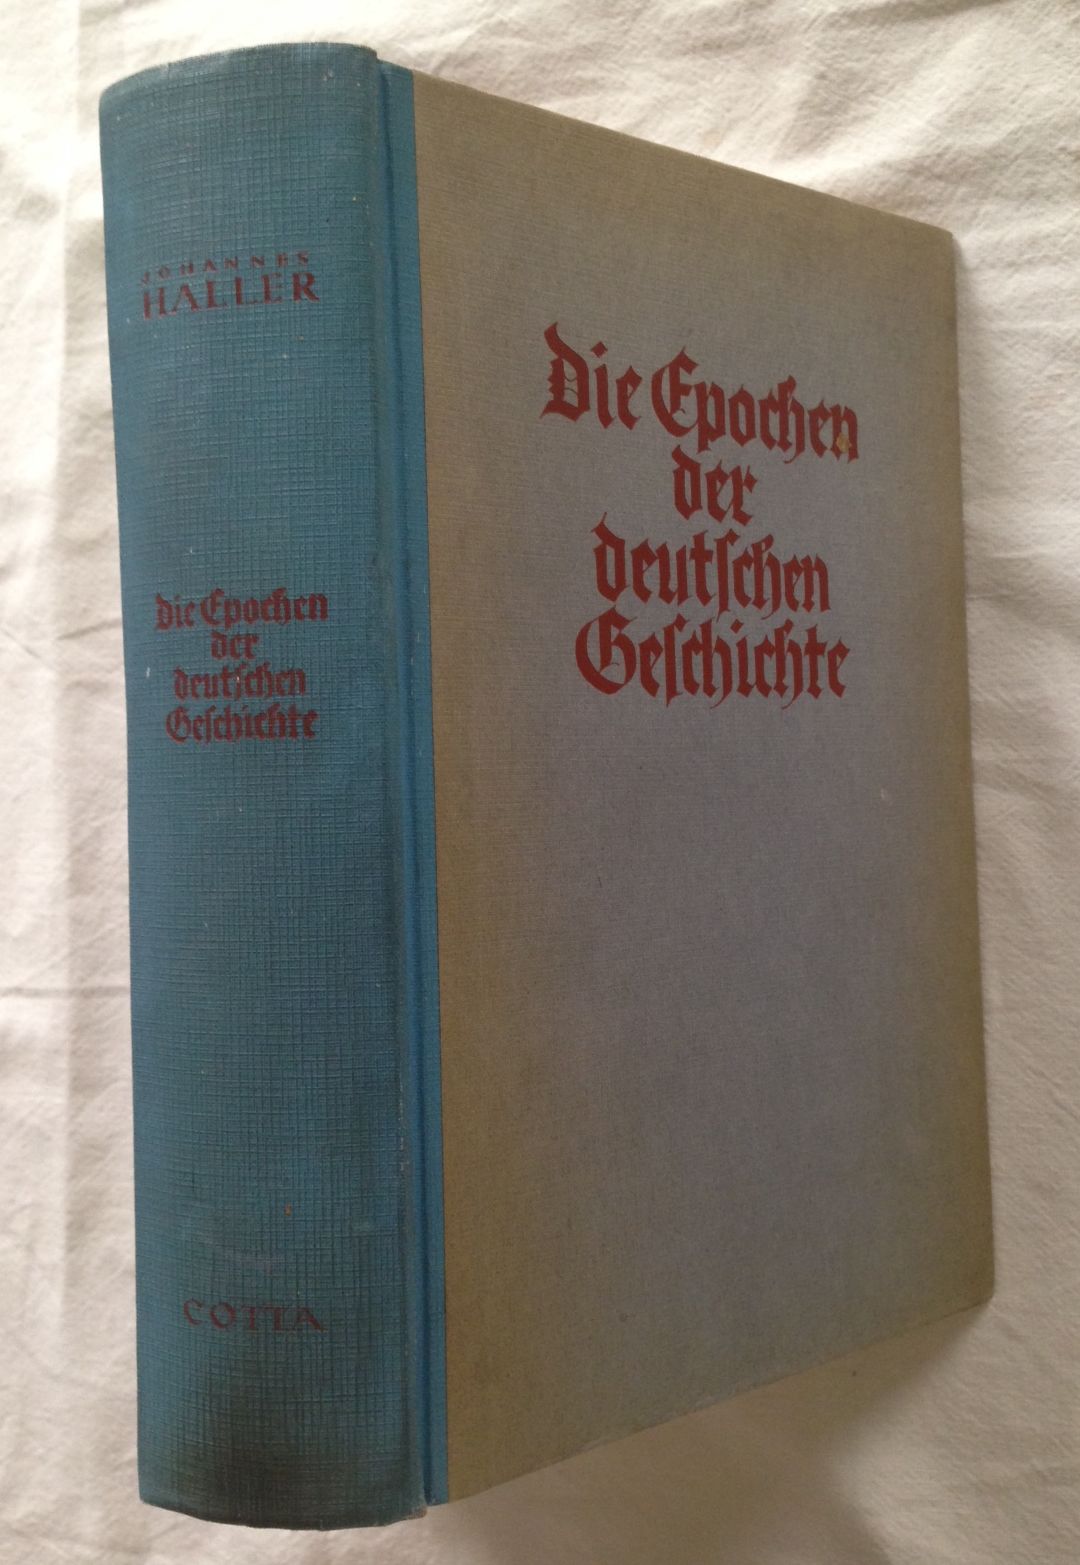 JOHANNES
HALLER
Die Epochen
der
deutschen
Geschichte
COTTA
Die Epochen
der
deutschen
Geschichte